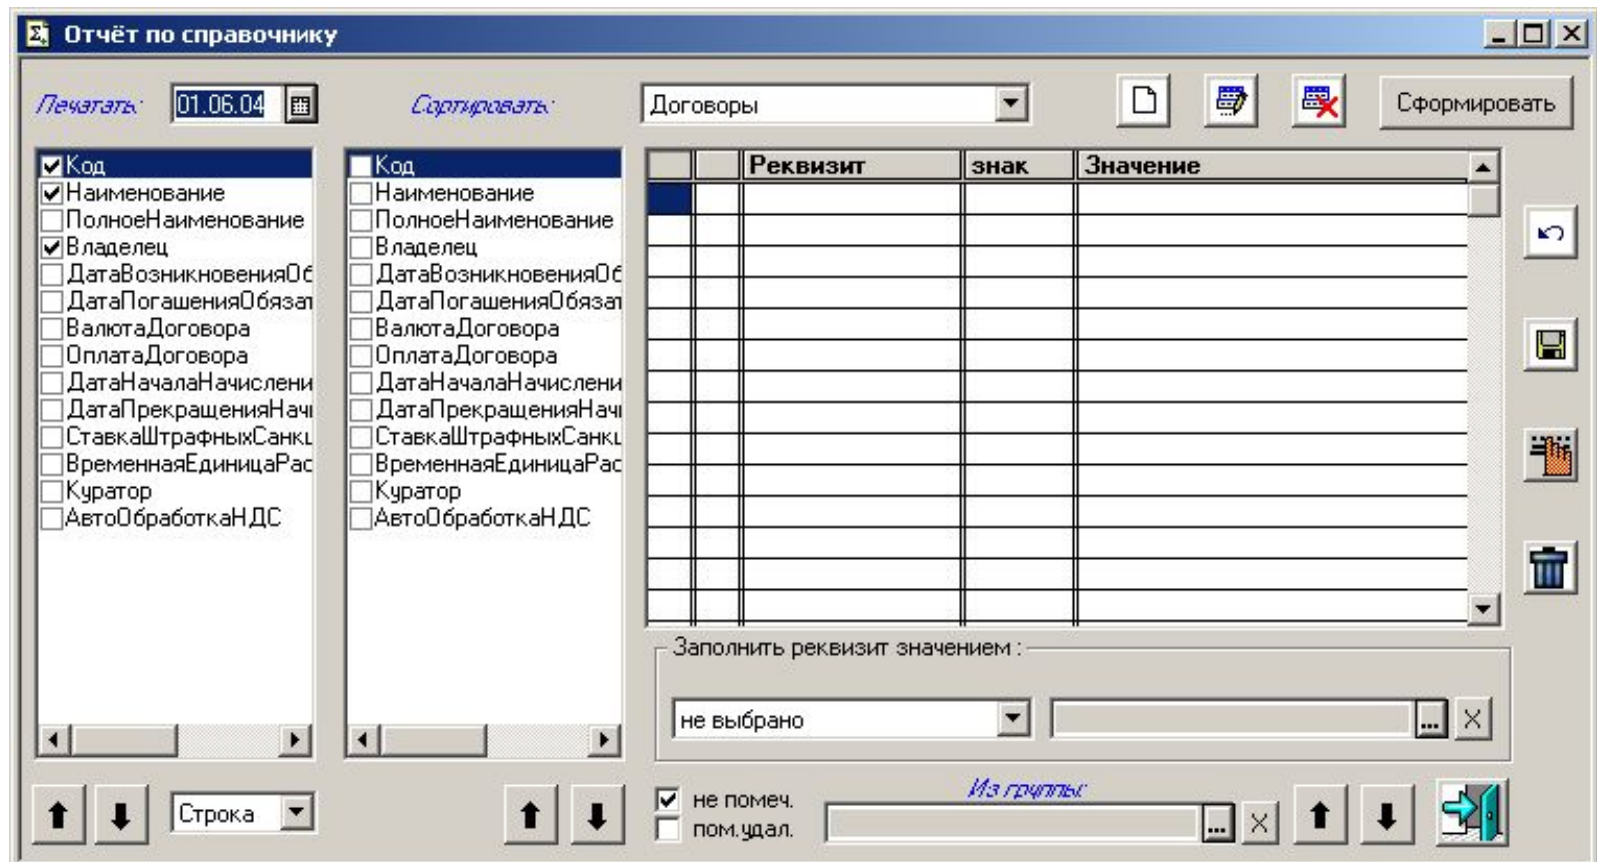 Отчёт по справочнику
Печатать: 01.06.04 Сортировать: Договоры Сформировать
Код
Наименование
ПолноеНаименование
Владелец
ДатаВозникновенияОб
ДатаПогашенияОбязат
ВалютаДоговора
ОплатаДоговора
ДатаНачалаНачислени
ДатаПрекращенияНачи
СтавкаШтрафныхСанкц
ВременнаяЕдиницаРас
Куратор
АвтоОбработкаНДС
Строка
Код
Наименование
ПолноеНаименование
Владелец
ДатаВозникновенияОб
ДатаПогашенияОбязат
ВалютаДоговора
ОплатаДоговора
ДатаНачалаНачислени
ДатаПрекращенияНачи
СтавкаШтрафныхСанкц
ВременнаяЕдиницаРас
Куратор
АвтоОбработкаНДС
Реквизит знак Значение
Заполнить реквизит значением :
не выбрано ... X
не помеч. Из группы:
пом.удал. ... X